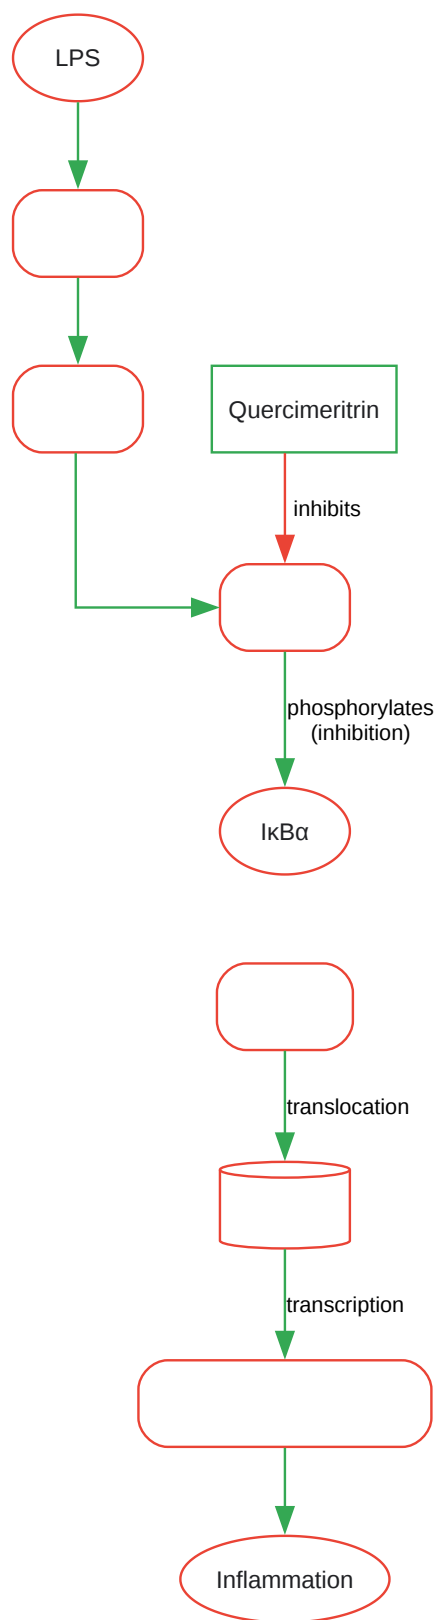 LPS
Quercimeritrin
inhibits
phosphorylates
(inhibition)
IκBα
translocation
transcription
Inflammation